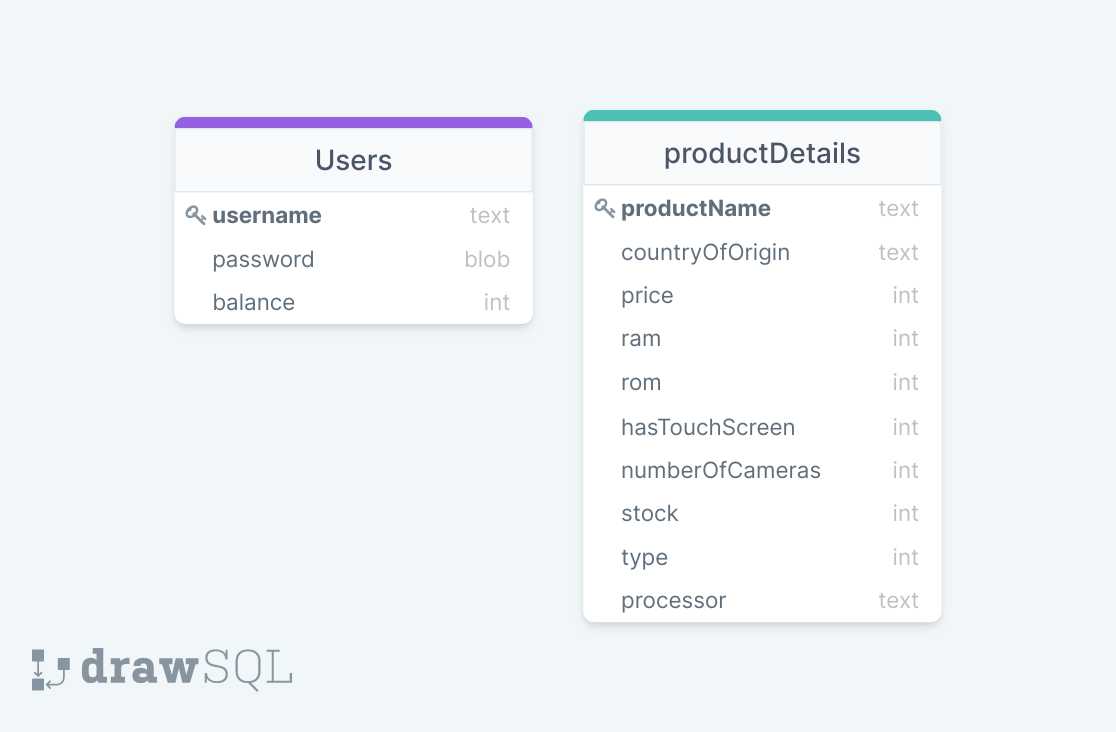 Users
username text
password blob
balance int
productDetails
productName text
countryOfOrigin text
price int
ram int
rom int
hasTouchScreen int
numberOfCameras int
stock int
type int
processor text
drawSQL